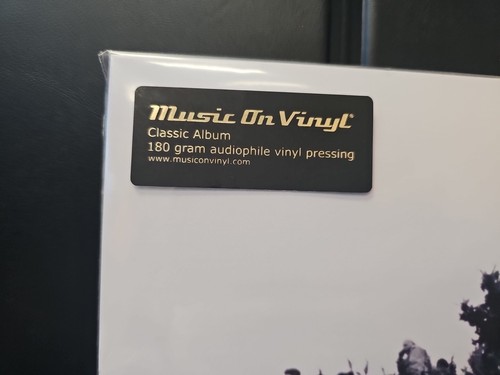 Music On Vinyl®
Classic Album
180 gram audiophile vinyl pressing
www.musiconvinyl.com